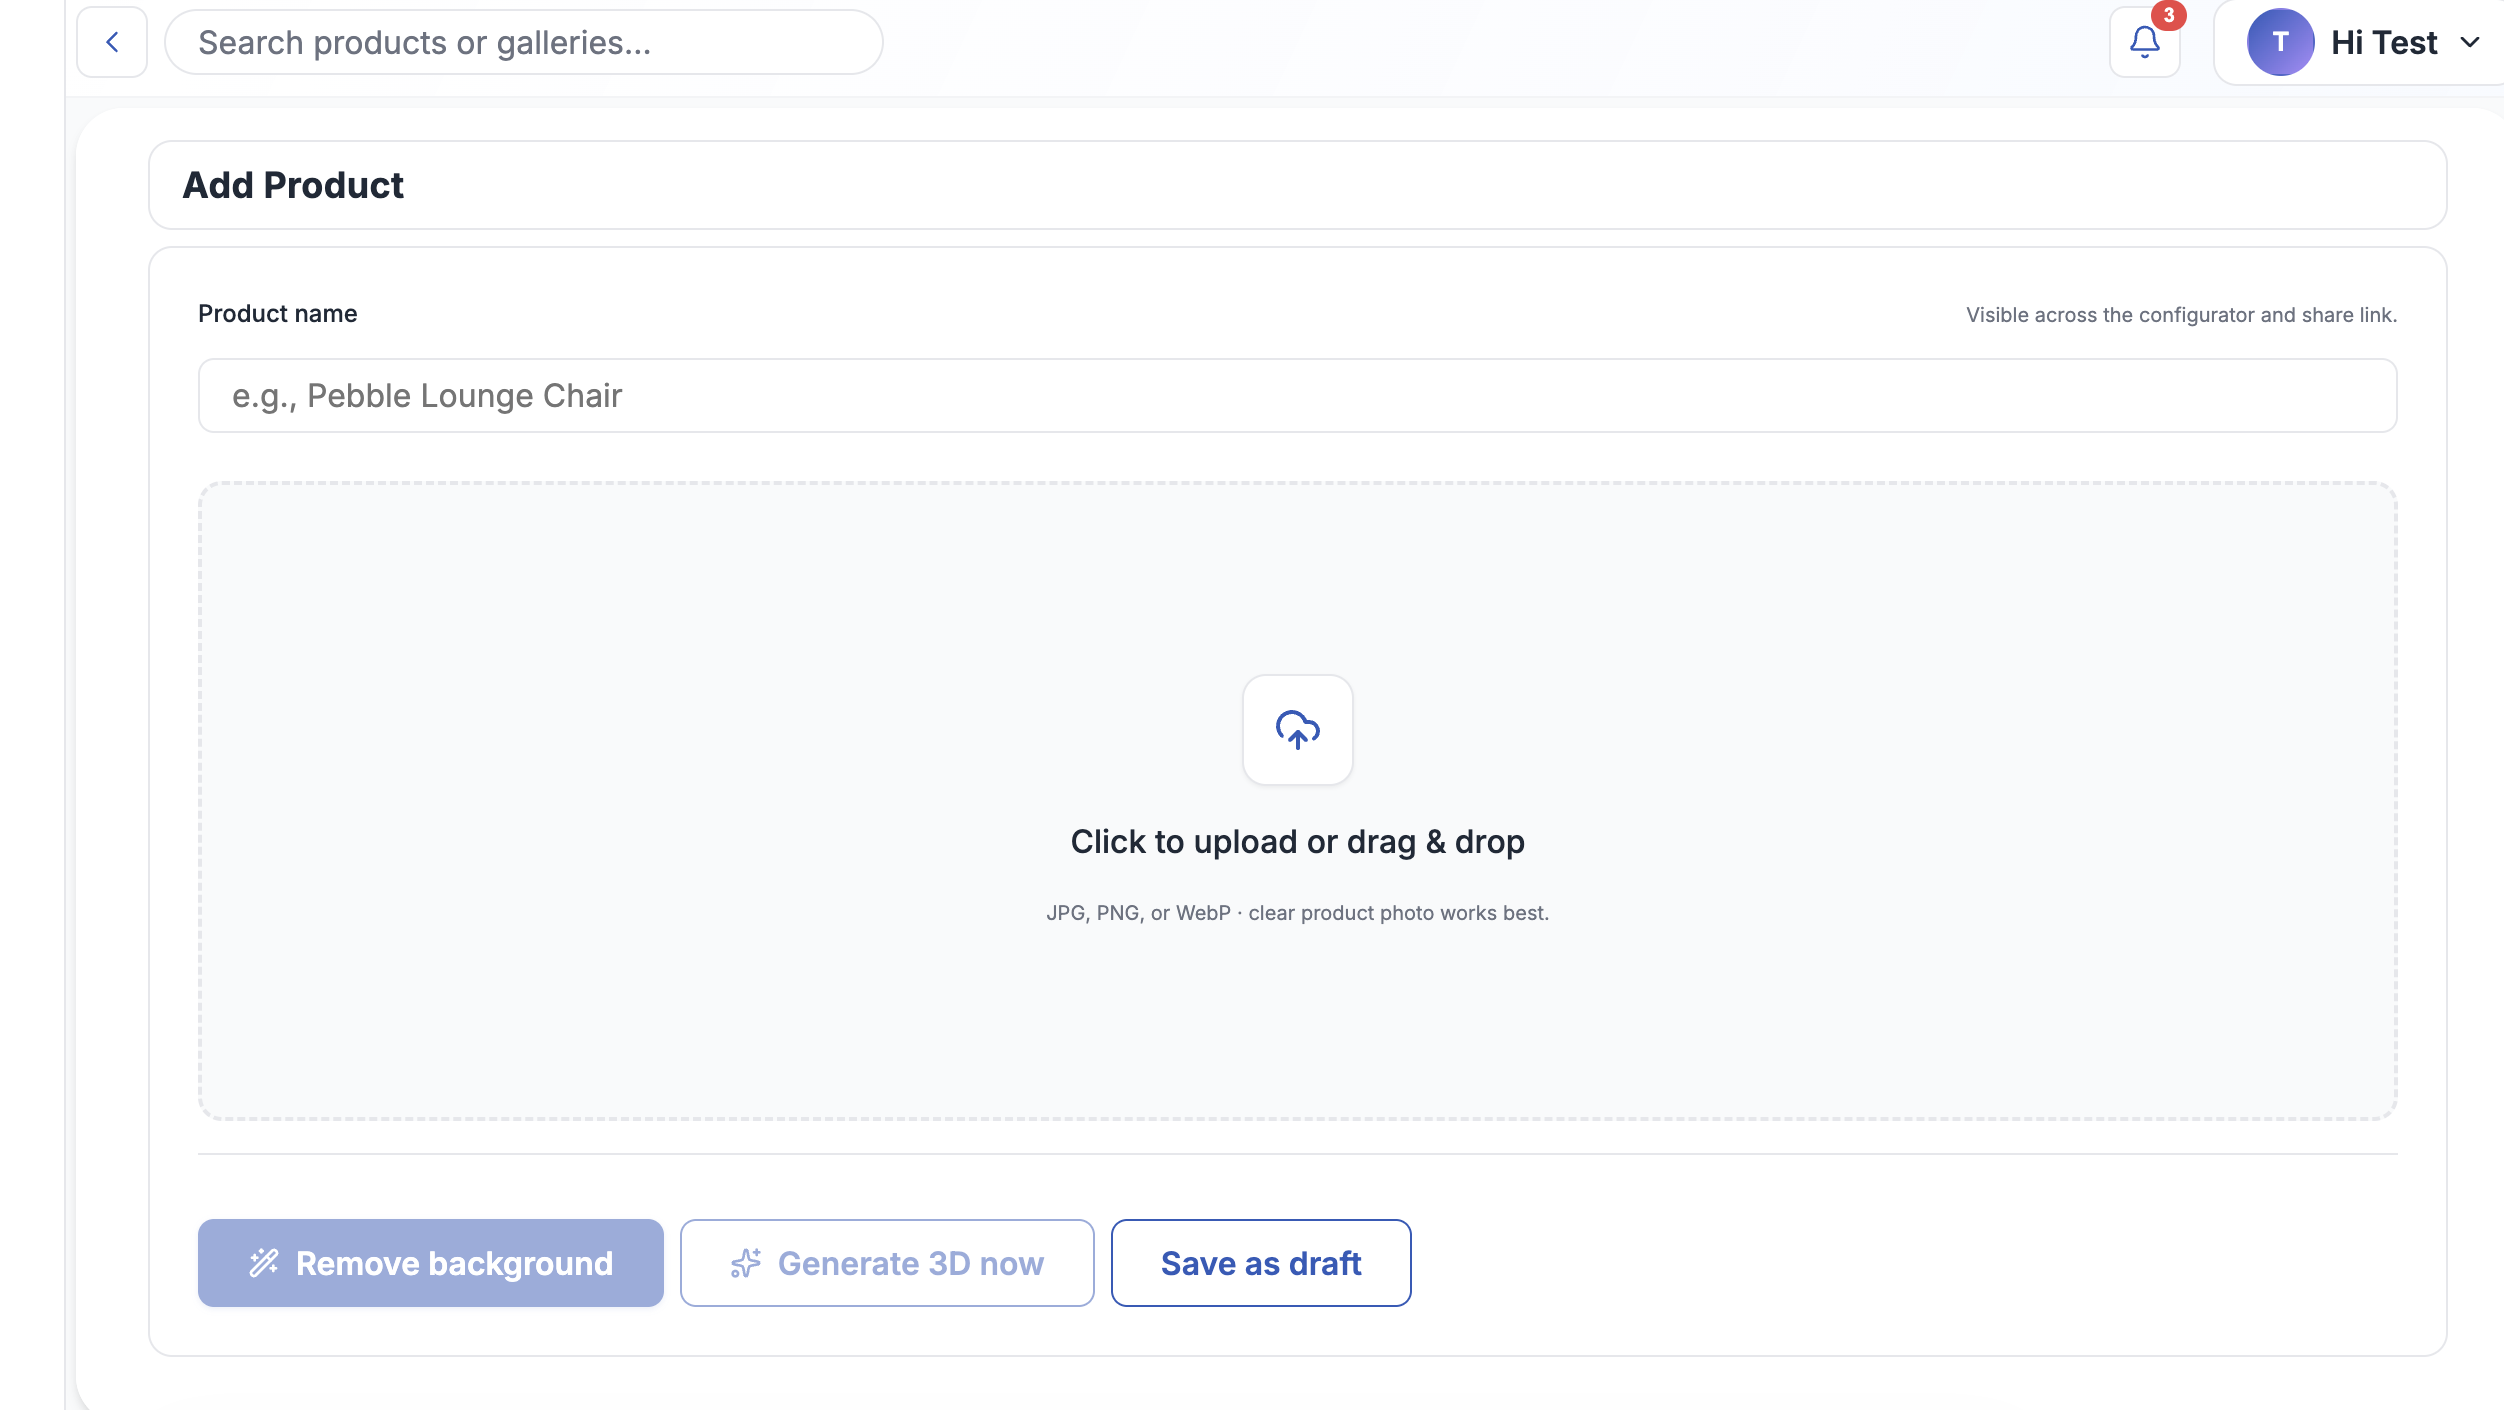 Search products or galleries...
3
T
Hi Test
Add Product
Product name
Visible across the configurator and share link.
e.g., Pebble Lounge Chair
Click to upload or drag & drop
JPG, PNG, or WebP · clear product photo works best.
Remove background
Generate 3D now
Save as draft